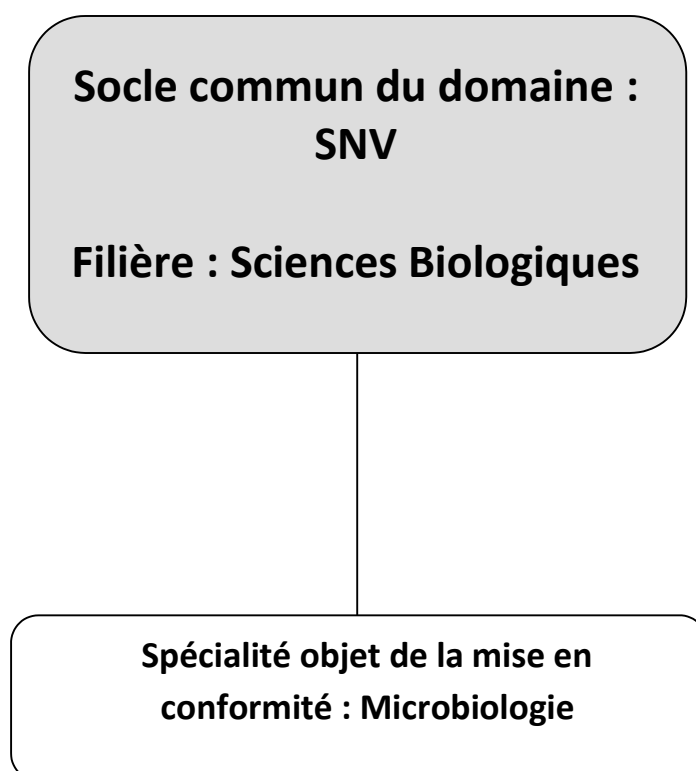 Socle commun du domaine :
SNV
Filière : Sciences Biologiques
Spécialité objet de la mise en
conformité : Microbiologie